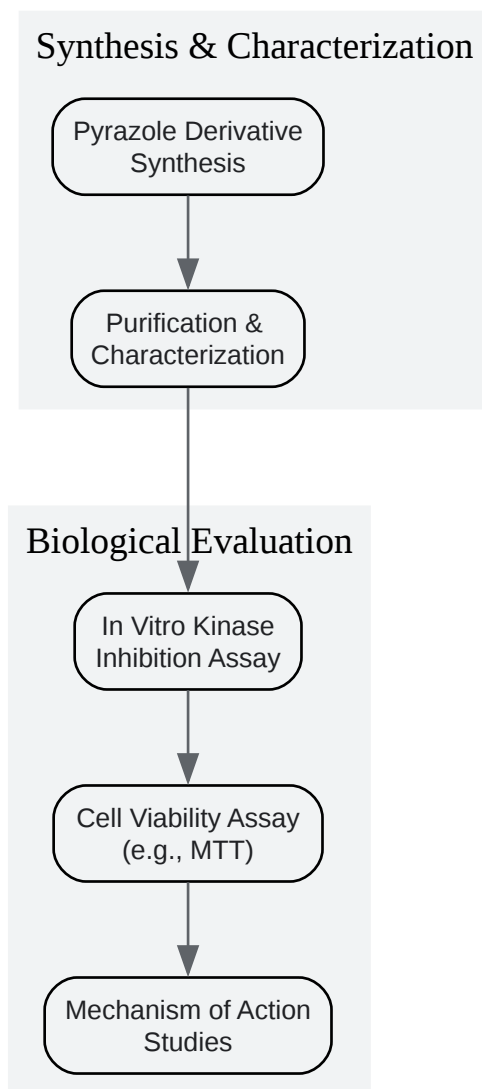 Synthesis & Characterization
Pyrazole Derivative
Synthesis
Purification &
Characterization
Biological Evaluation
In Vitro Kinase
Inhibition Assay
Cell Viability Assay
(e.g., MTT)
Mechanism of Action
Studies